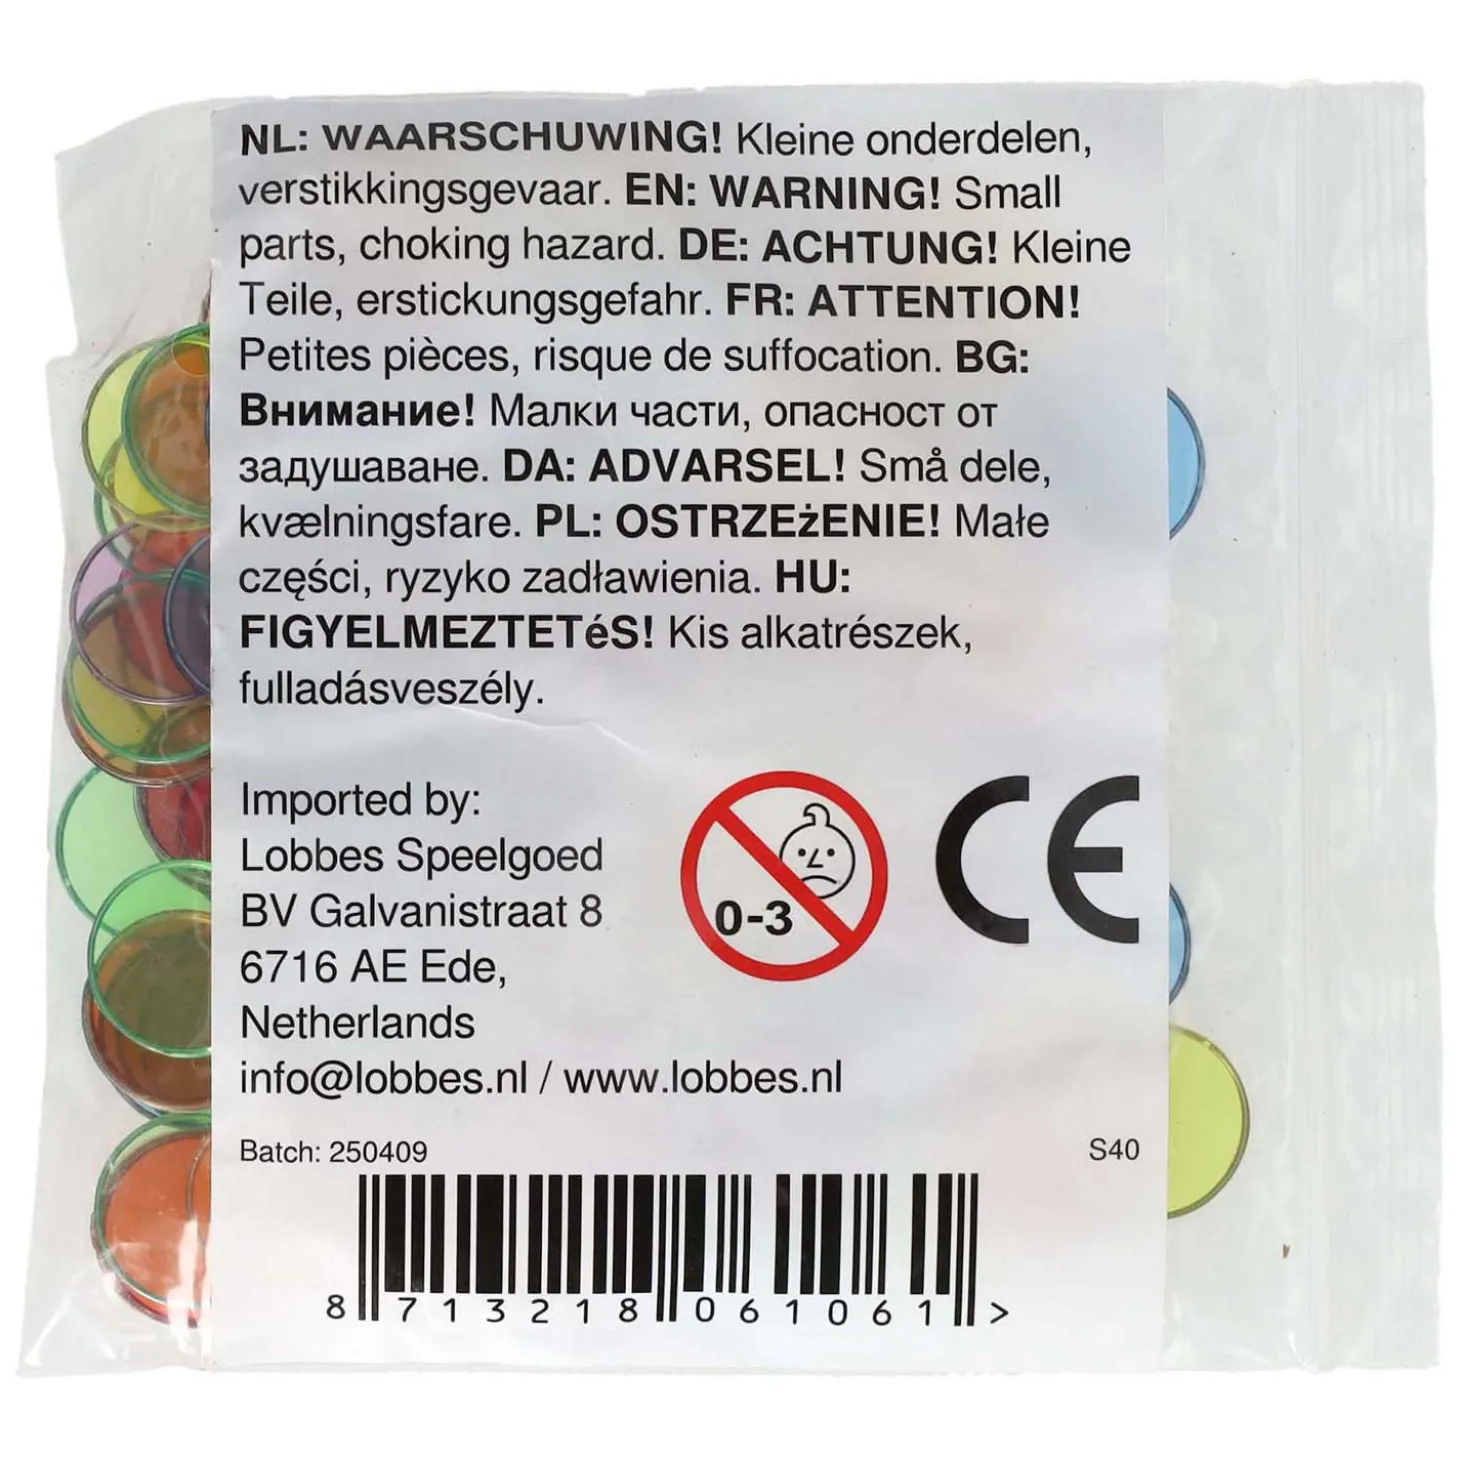 NL: WAARSCHUWING! Kleine onderdelen,
verstikkingsgevaar. EN: WARNING! Small
parts, choking hazard. DE: ACHTUNG! Kleine
Teile, erstickungsgefahr. FR: ATTENTION!
Petites pièces, risque de suffocation. BG:
Внимание! Малки части, опасност от
задушаване. DA: ADVARSEL! Små dele,
kvælningsfare. PL: OSTRZEżENIE! Małe
części, ryzyko zadławienia. HU:
FIGYELMEZTETéS! Kis alkatrészek,
fulladásveszély.
Imported by:
Lobbes Speelgoed
BV Galvanistraat 8
6716 AE Ede,
Netherlands
info@lobbes.nl / www.lobbes.nl
0-3
CE
Batch: 250409
S40
8 713218 061061 >